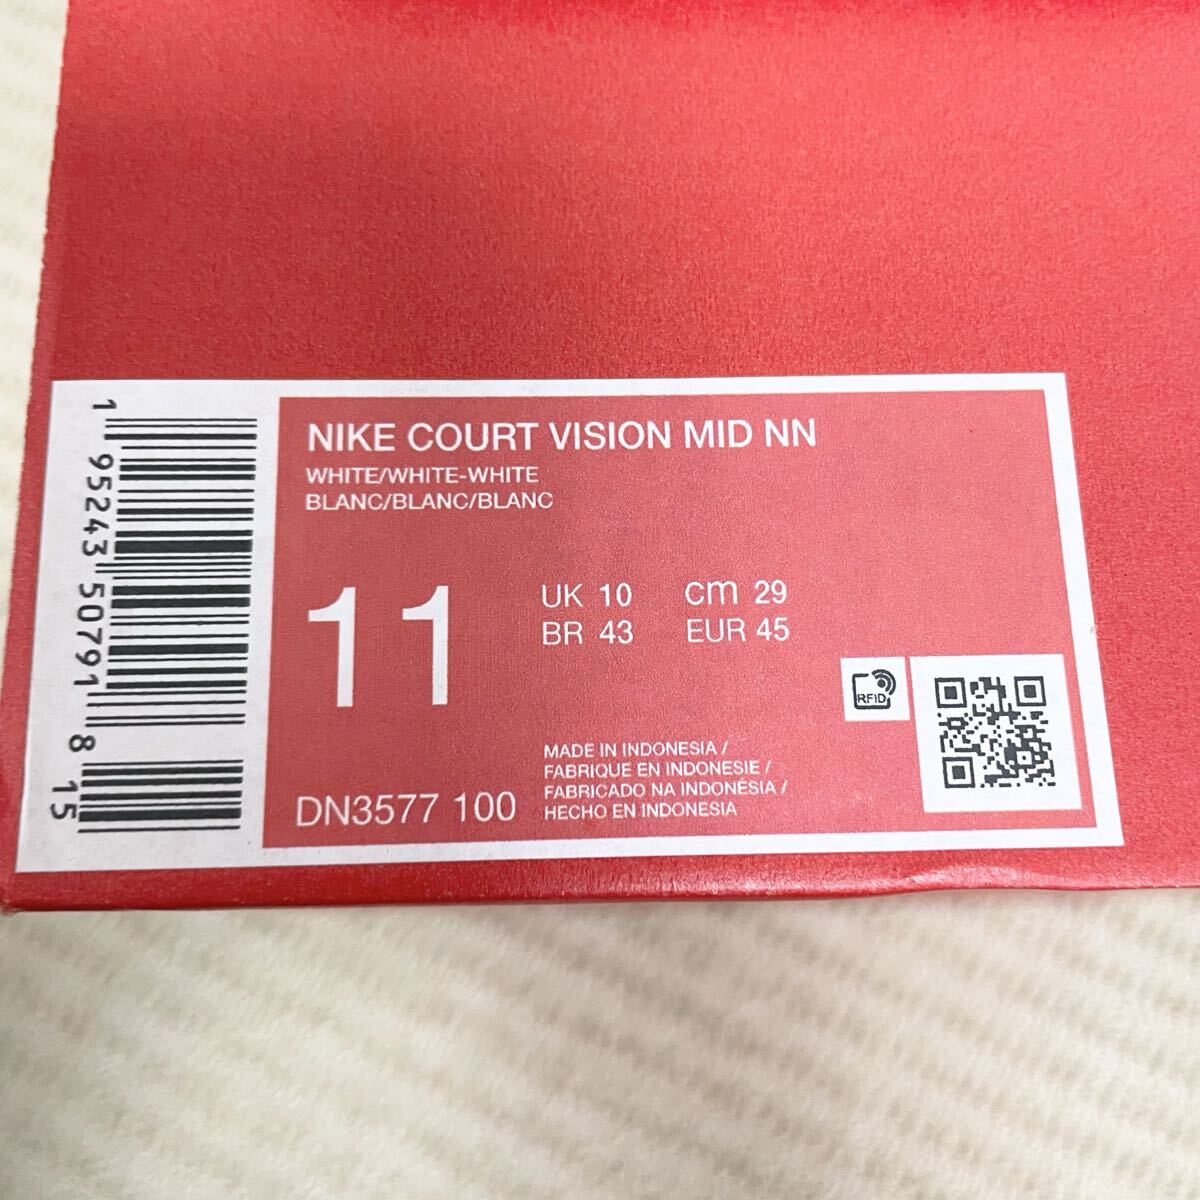 NIKE COURT VISION MID NN
WHITE/WHITE-WHITE
BLANC/BLANC/BLANC
11
UK 10 cm 29
BR 43 EUR 45
RFID
MADE IN INDONESIA /
FABRIQUE EN INDONESIE /
FABRICADO NA INDONÉSIA /
HECHO EN INDONESIA
DN3577 100
1 95243 50791 8 15